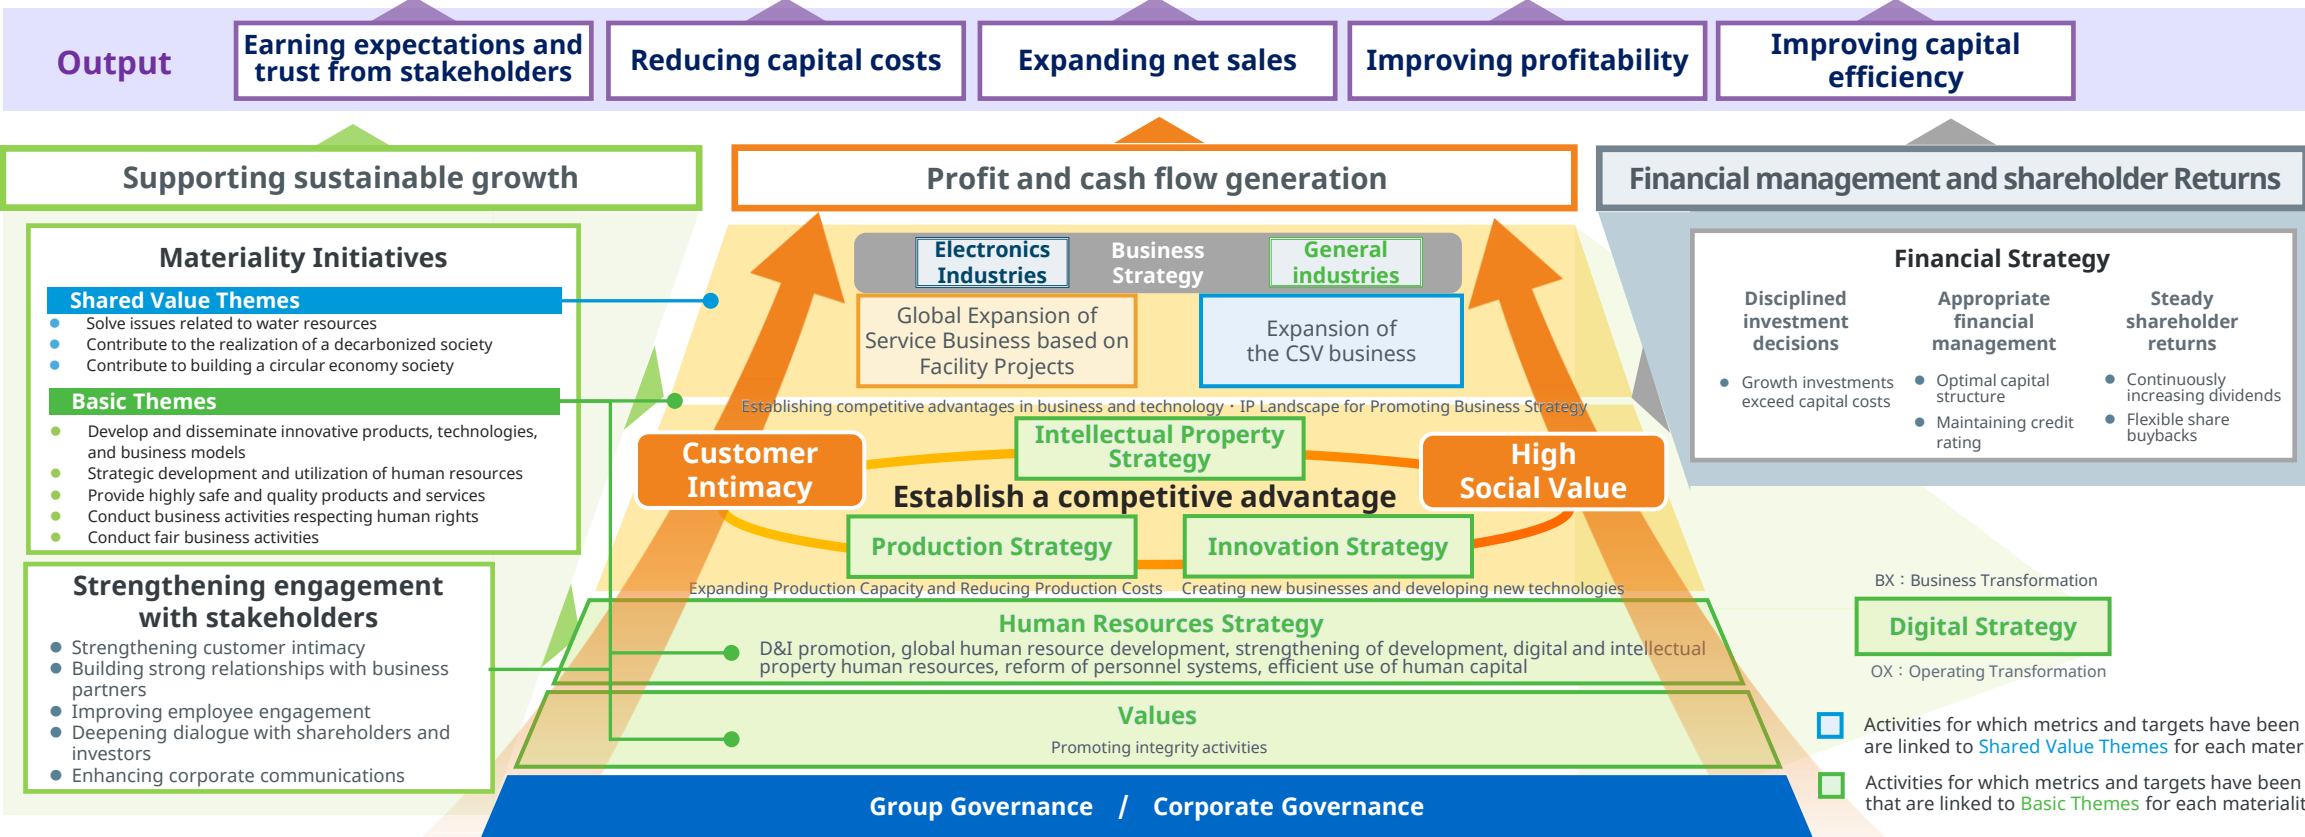 Output
Earning expectations and
trust from stakeholders
Reducing capital costs
Expanding net sales
Improving profitability
Improving capital
efficiency
Supporting sustainable growth
Profit and cash flow generation
Financial management and shareholder Returns
Materiality Initiatives
Shared Value Themes
Solve issues related to water resources
Contribute to the realization of a decarbonized society
Contribute to building a circular economy society
Basic Themes
Develop and disseminate innovative products, technologies,
and business models
Strategic development and utilization of human resources
Provide highly safe and quality products and services
Conduct business activities respecting human rights
Conduct fair business activities
Strengthening engagement
with stakeholders
Strengthening customer intimacy
Building strong relationships with business
partners
Improving employee engagement
Deepening dialogue with shareholders and
investors
Enhancing corporate communications
Electronics
Industries
Business
Strategy
General
industries
Global Expansion of
Service Business based on
Facility Projects
Expansion of
the CSV business
Establishing competitive advantages in business and technology・IP Landscape for Promoting Business Strategy
Customer
Intimacy
Intellectual Property
Strategy
High
Social Value
Establish a competitive advantage
Production Strategy
Innovation Strategy
Expanding Production Capacity and Reducing Production Costs
Creating new businesses and developing new technologies
Human Resources Strategy
D&I promotion, global human resource development, strengthening of development, digital and intellectual
property human resources, reform of personnel systems, efficient use of human capital
Values
Promoting integrity activities
Group Governance / Corporate Governance
Financial Strategy
Disciplined
investment
decisions
Growth investments
exceed capital costs
Appropriate
financial
management
Optimal capital
structure
Maintaining credit
rating
Steady
shareholder
returns
Continuously
increasing dividends
Flexible share
buybacks
BX：Business Transformation
Digital Strategy
OX：Operating Transformation
Activities for which metrics and targets have been
are linked to Shared Value Themes for each mater
Activities for which metrics and targets have been
that are linked to Basic Themes for each materialit